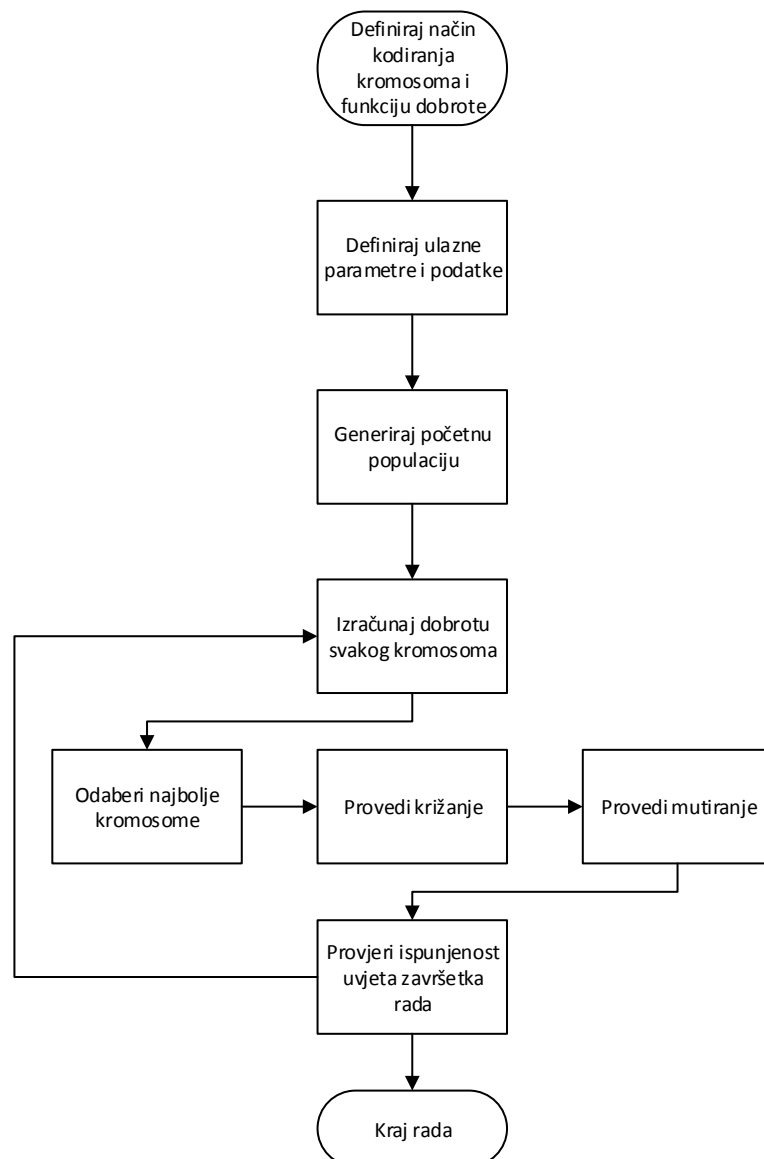 Definiraj način
kodiranja
kromosoma i
funkciju dobrote
Definiraj ulazne
parametre i podatke
Generiraj početnu
populaciju
Izračunaj dobrotu
svakog kromosoma
Odaberi najbolje
kromosome
Provedi križanje
Provedi mutiranje
Provjeri ispunjenost
uvjeta završetka
rada
Kraj rada